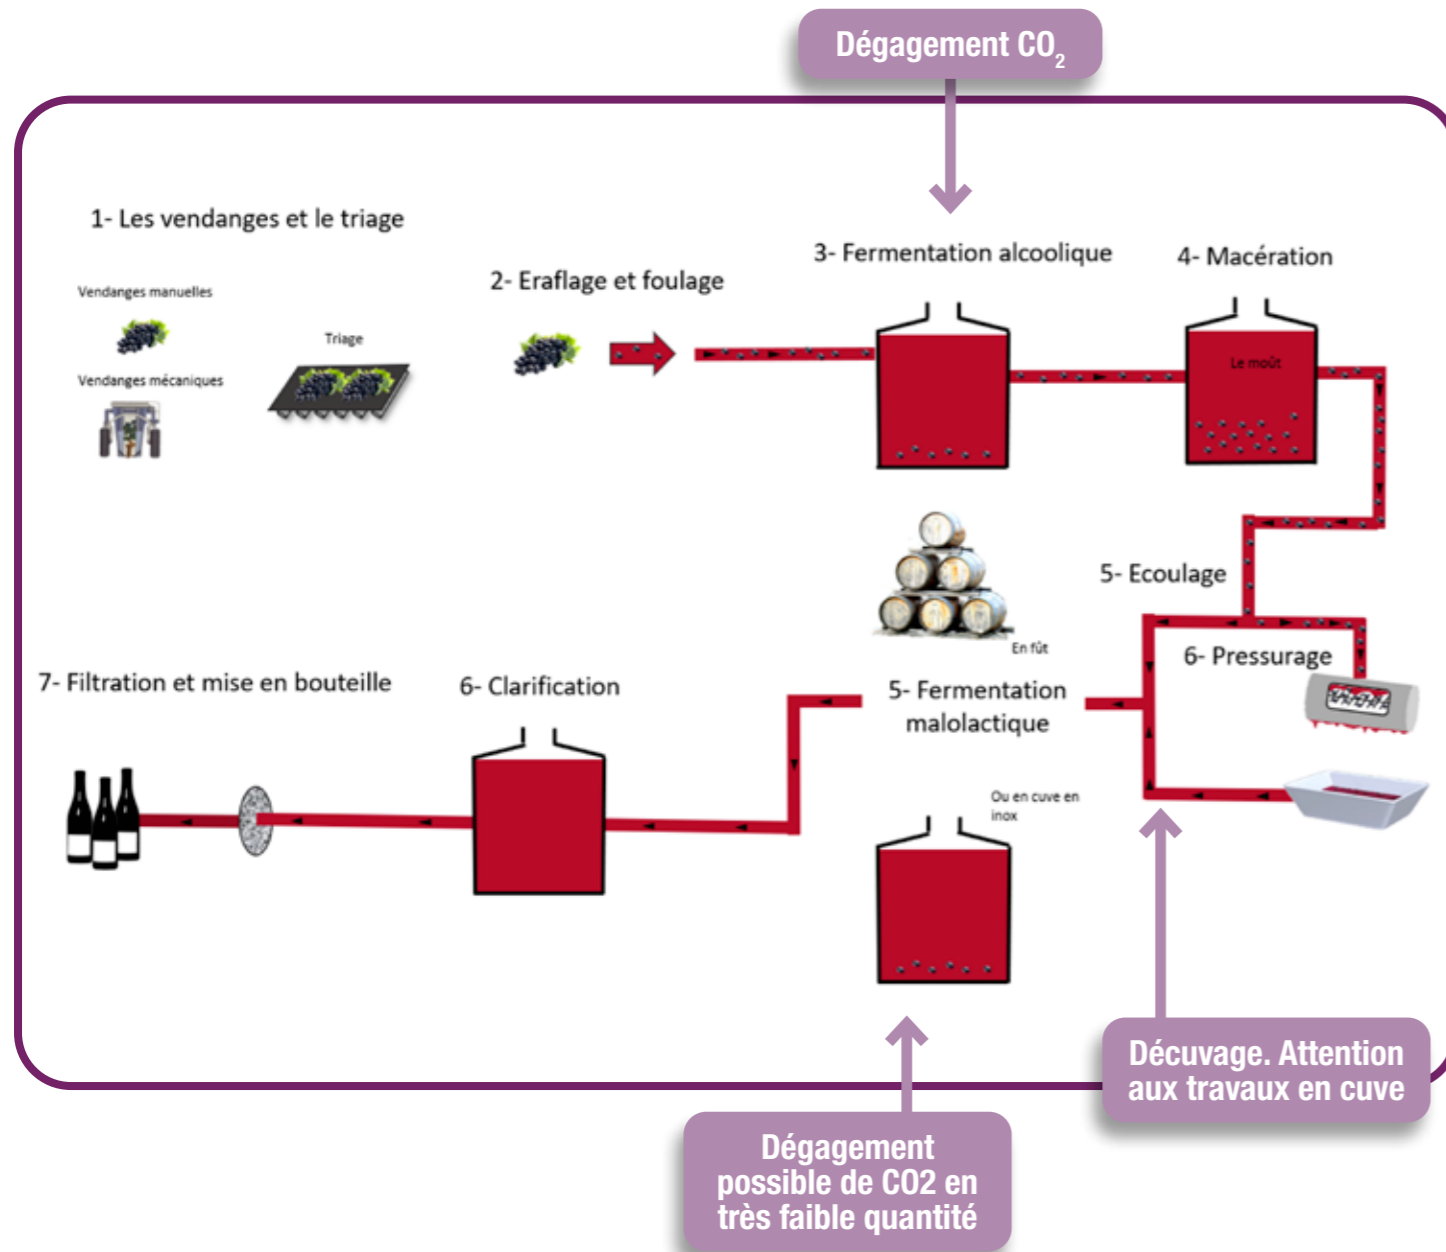 Dégagement CO₂
1- Les vendanges et le triage
Vendanges manuelles
Triage
Vendanges mécaniques
2- Eraflage et foulage
3- Fermentation alcoolique
4- Macération
Le moût
5- Ecoulage
En fût
6- Pressurage
7- Filtration et mise en bouteille
6- Clarification
5- Fermentation
malolactique
Ou en cuve en
inox
Décuvage. Attention
aux travaux en cuve
Dégagement
possible de CO2 en
très faible quantité